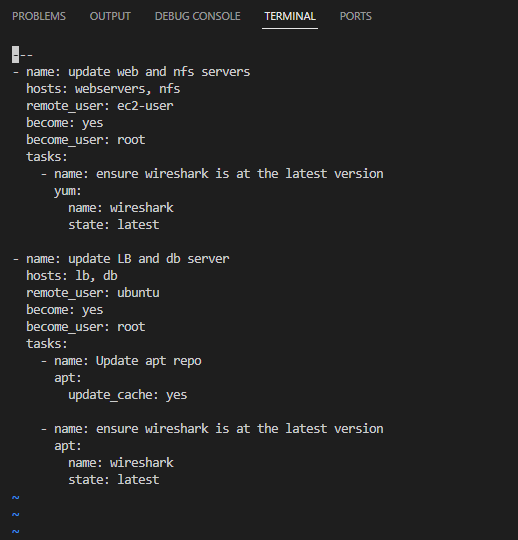 PROBLEMS OUTPUT DEBUG CONSOLE TERMINAL PORTS
---
- name: update web and nfs servers
  hosts: webservers, nfs
  remote_user: ec2-user
  become: yes
  become_user: root
  tasks:
    - name: ensure wireshark is at the latest version
      yum:
        name: wireshark
        state: latest

- name: update LB and db server
  hosts: lb, db
  remote_user: ubuntu
  become: yes
  become_user: root
  tasks:
    - name: Update apt repo
      apt:
        update_cache: yes

    - name: ensure wireshark is at the latest version
      apt:
        name: wireshark
        state: latest
~
~
~